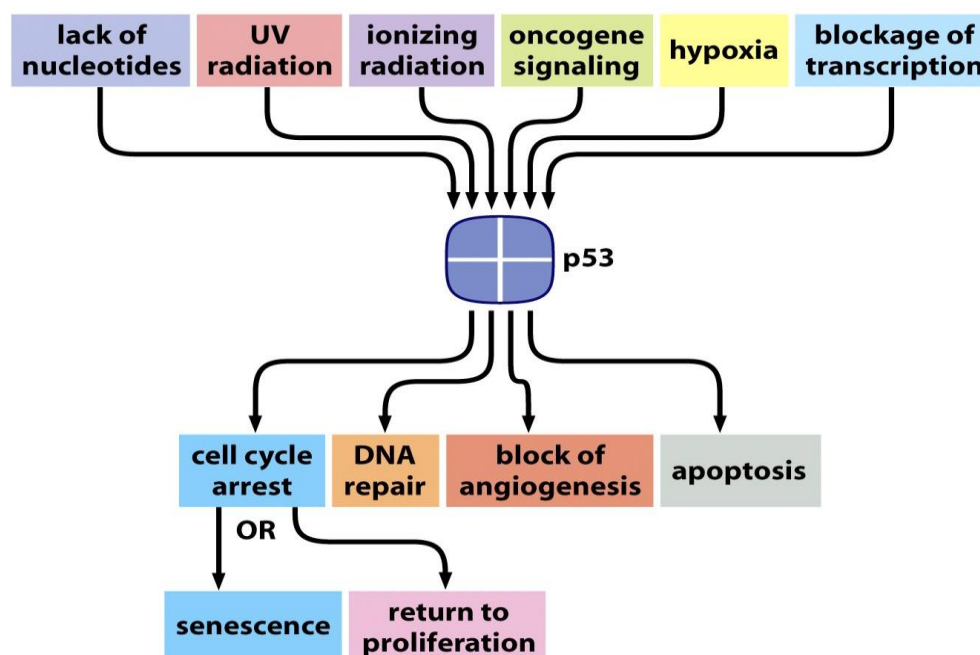 lack of
nucleotides
UV
radiation
ionizing
radiation
oncogene
signaling
hypoxia
blockage of
transcription
p53
cell cycle
arrest
DNA
repair
block of
angiogenesis
apoptosis
OR
senescence
return to
proliferation